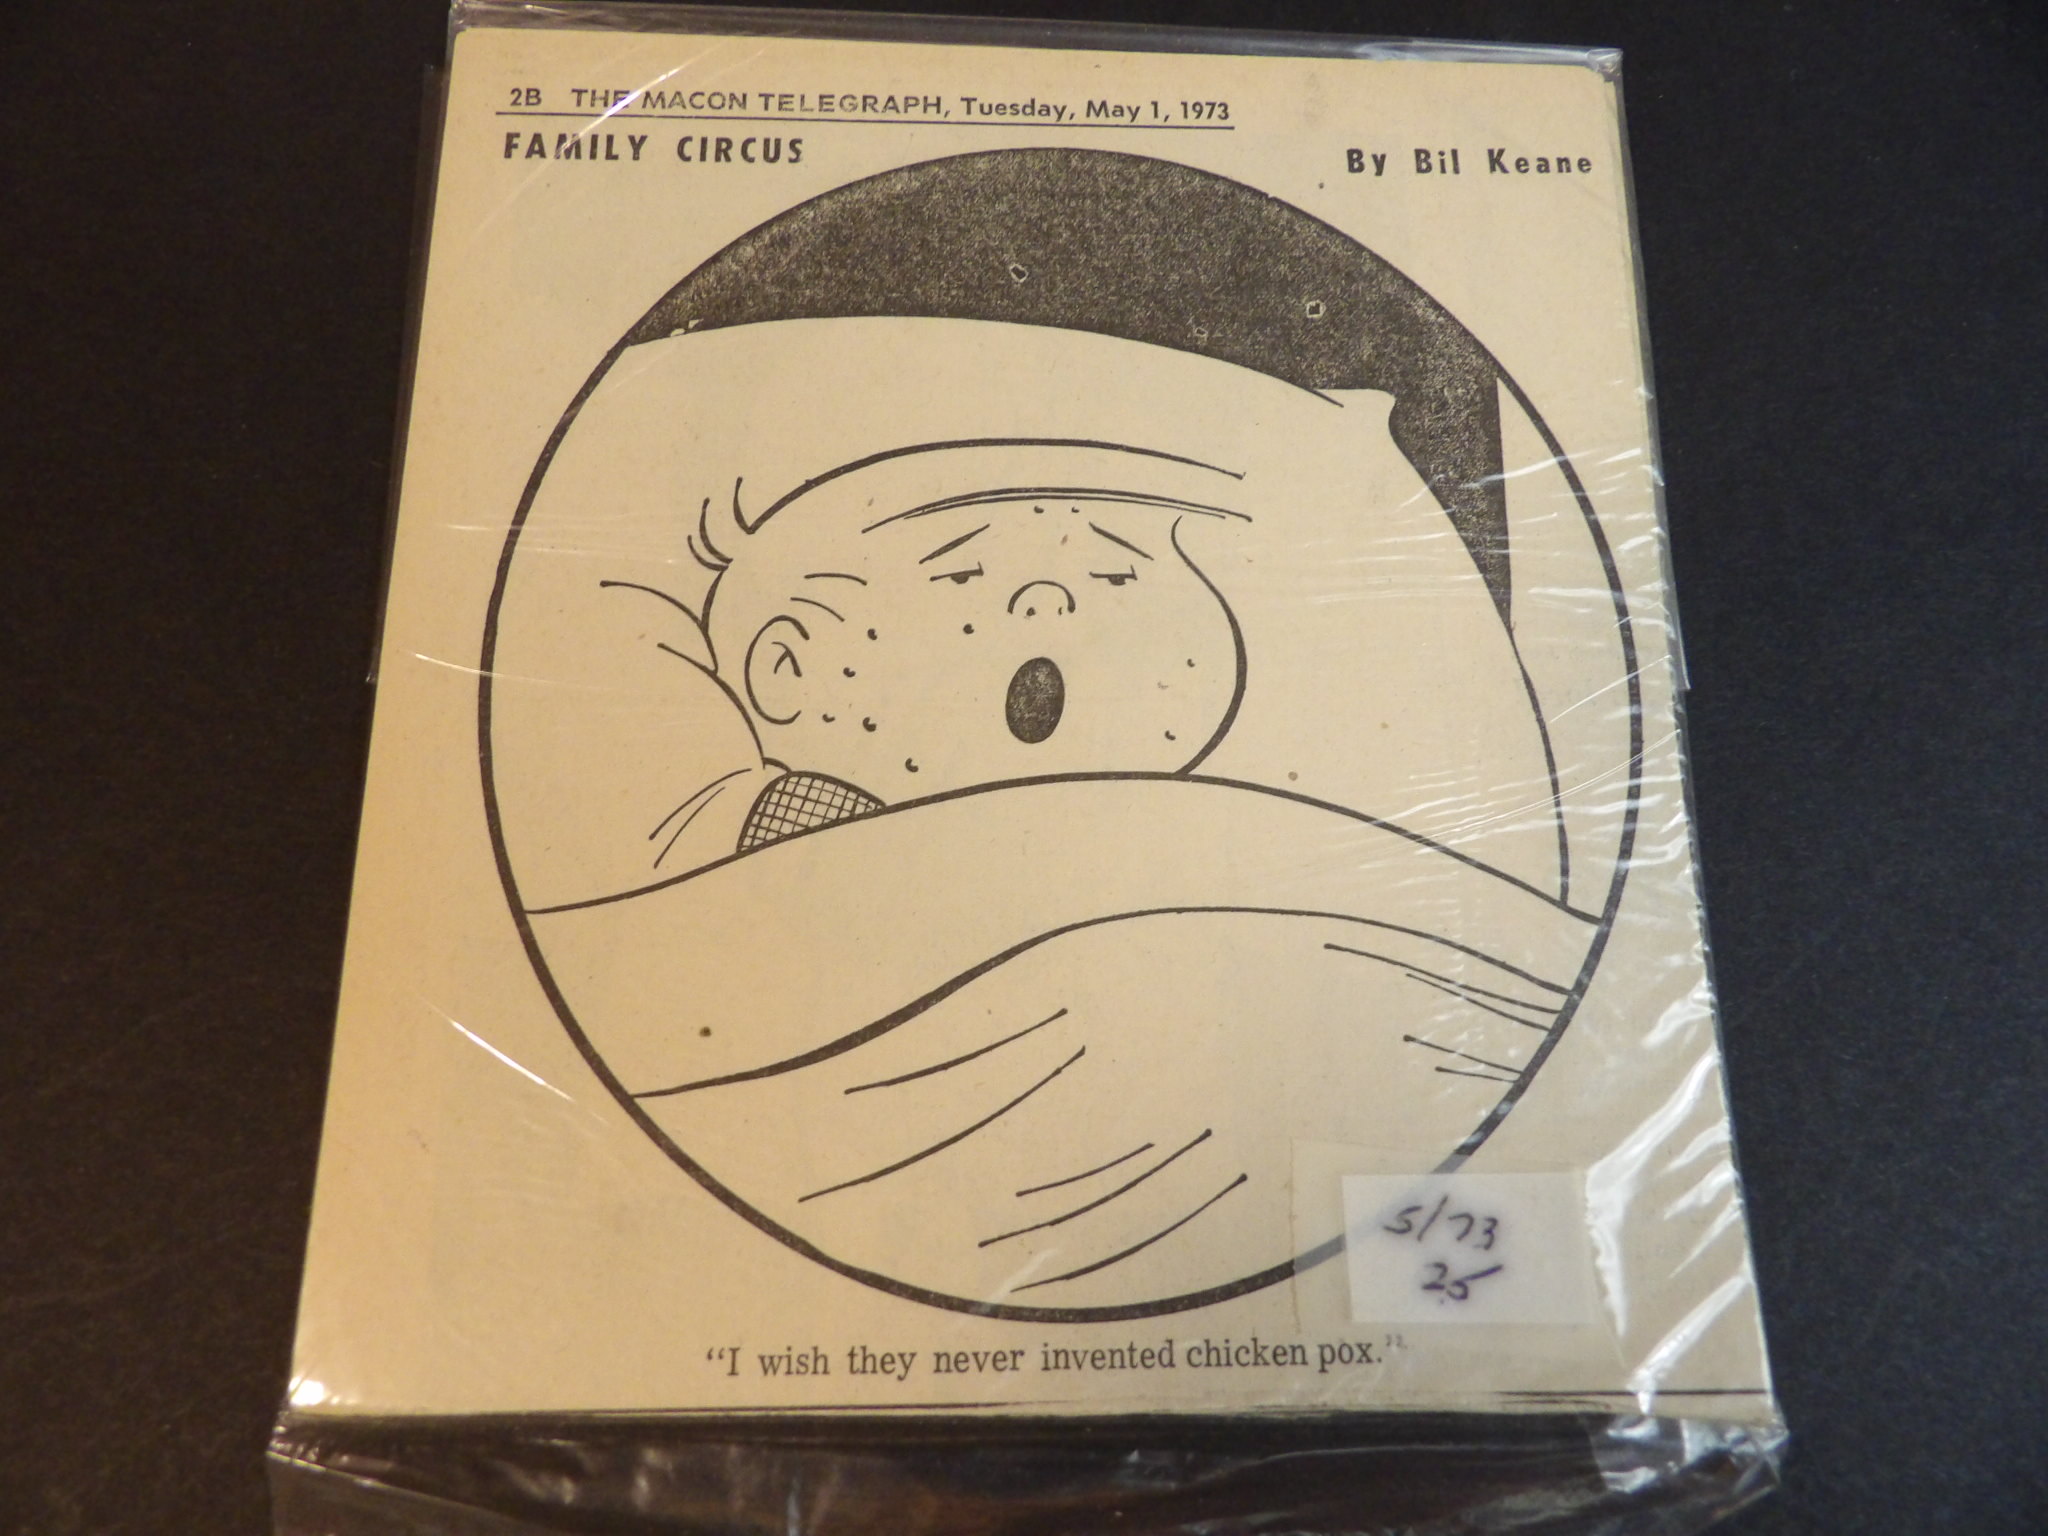 2B THE MACON TELEGRAPH, Tuesday, May 1, 1973
FAMILY CIRCUS
By Bil Keane
5/73
25
“I wish they never invented chicken pox.”